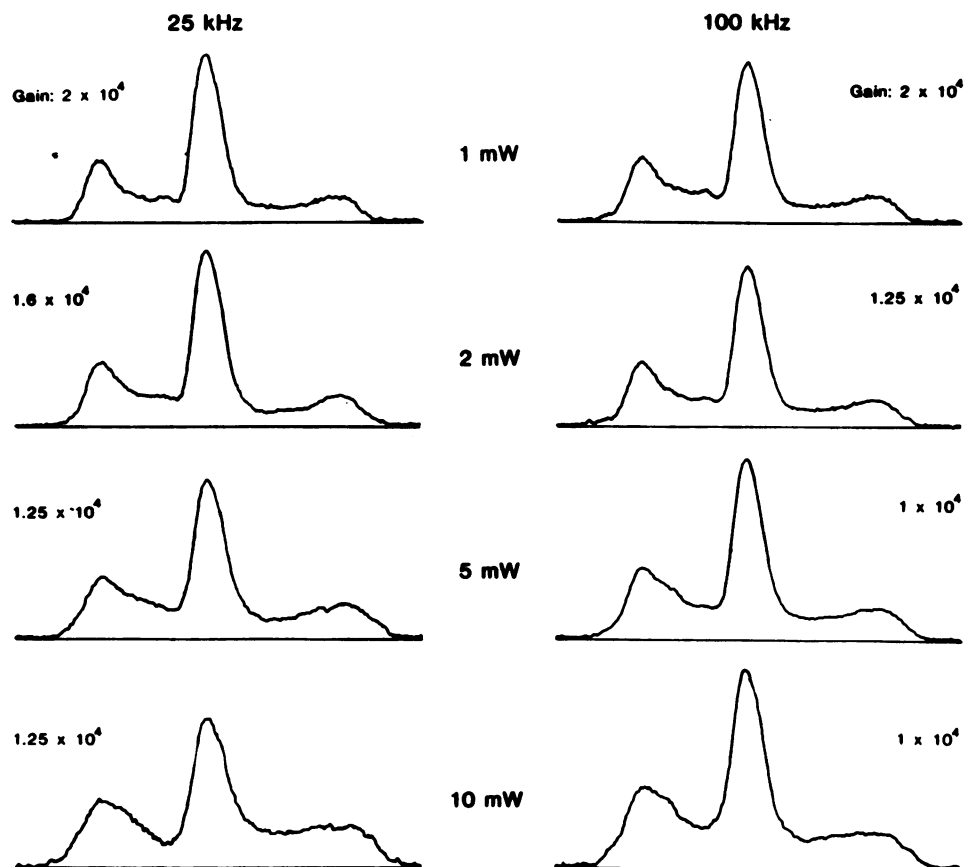 25 kHz
100 kHz
Gain: 2 x 10⁴
Gain: 2 x 10⁴
1 mW
1.6 x 10⁴
1.25 x 10⁴
2 mW
1.25 x 10⁴
1 x 10⁴
5 mW
1.25 x 10⁴
1 x 10⁴
10 mW